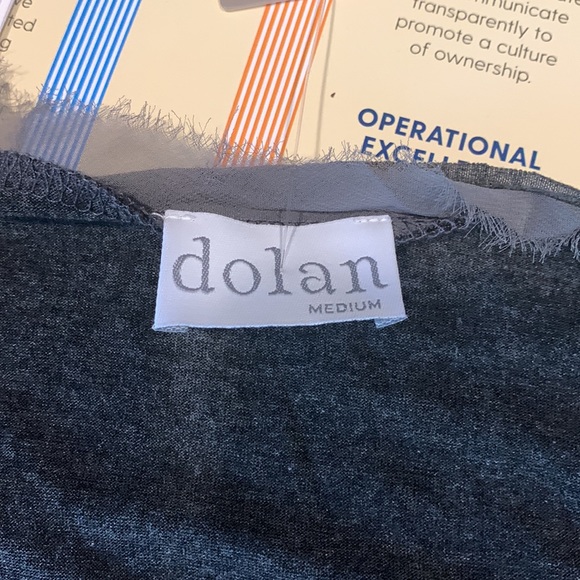 transparently to
promote a culture
of ownership.
OPERATIONAL
dolan
MEDIUM